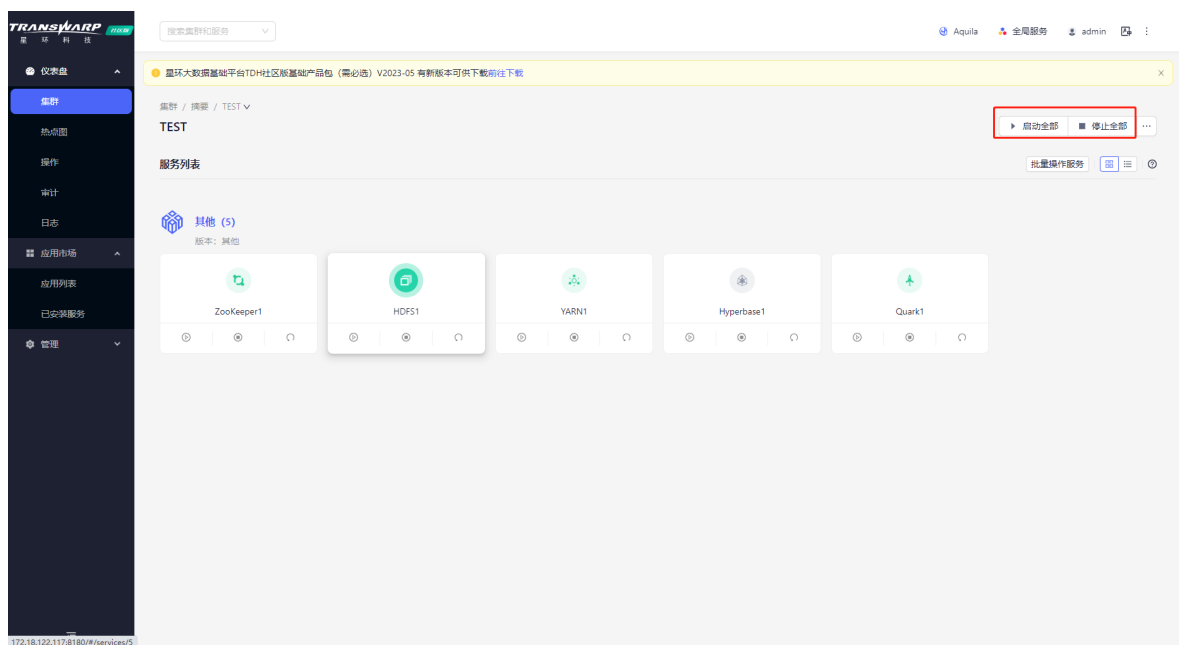 TRANSWARP 社区版
星 环 科 技
搜索集群和服务
Aquila 全局服务 admin
仪表盘
集群
热点图
操作
审计
日志
应用市场
应用列表
已安装服务
管理
星环大数据基础平台TDH社区版基础产品包（需必选）V2023-05 有新版本可供下载前往下载
集群 / 摘要 / TEST
TEST
启动全部 停止全部 ...
服务列表
批量操作服务
其他 (5)
版本：其他
ZooKeeper1 HDFS1 YARN1 Hyperbase1 Quark1
172.18.122.117:8180/#/services/5